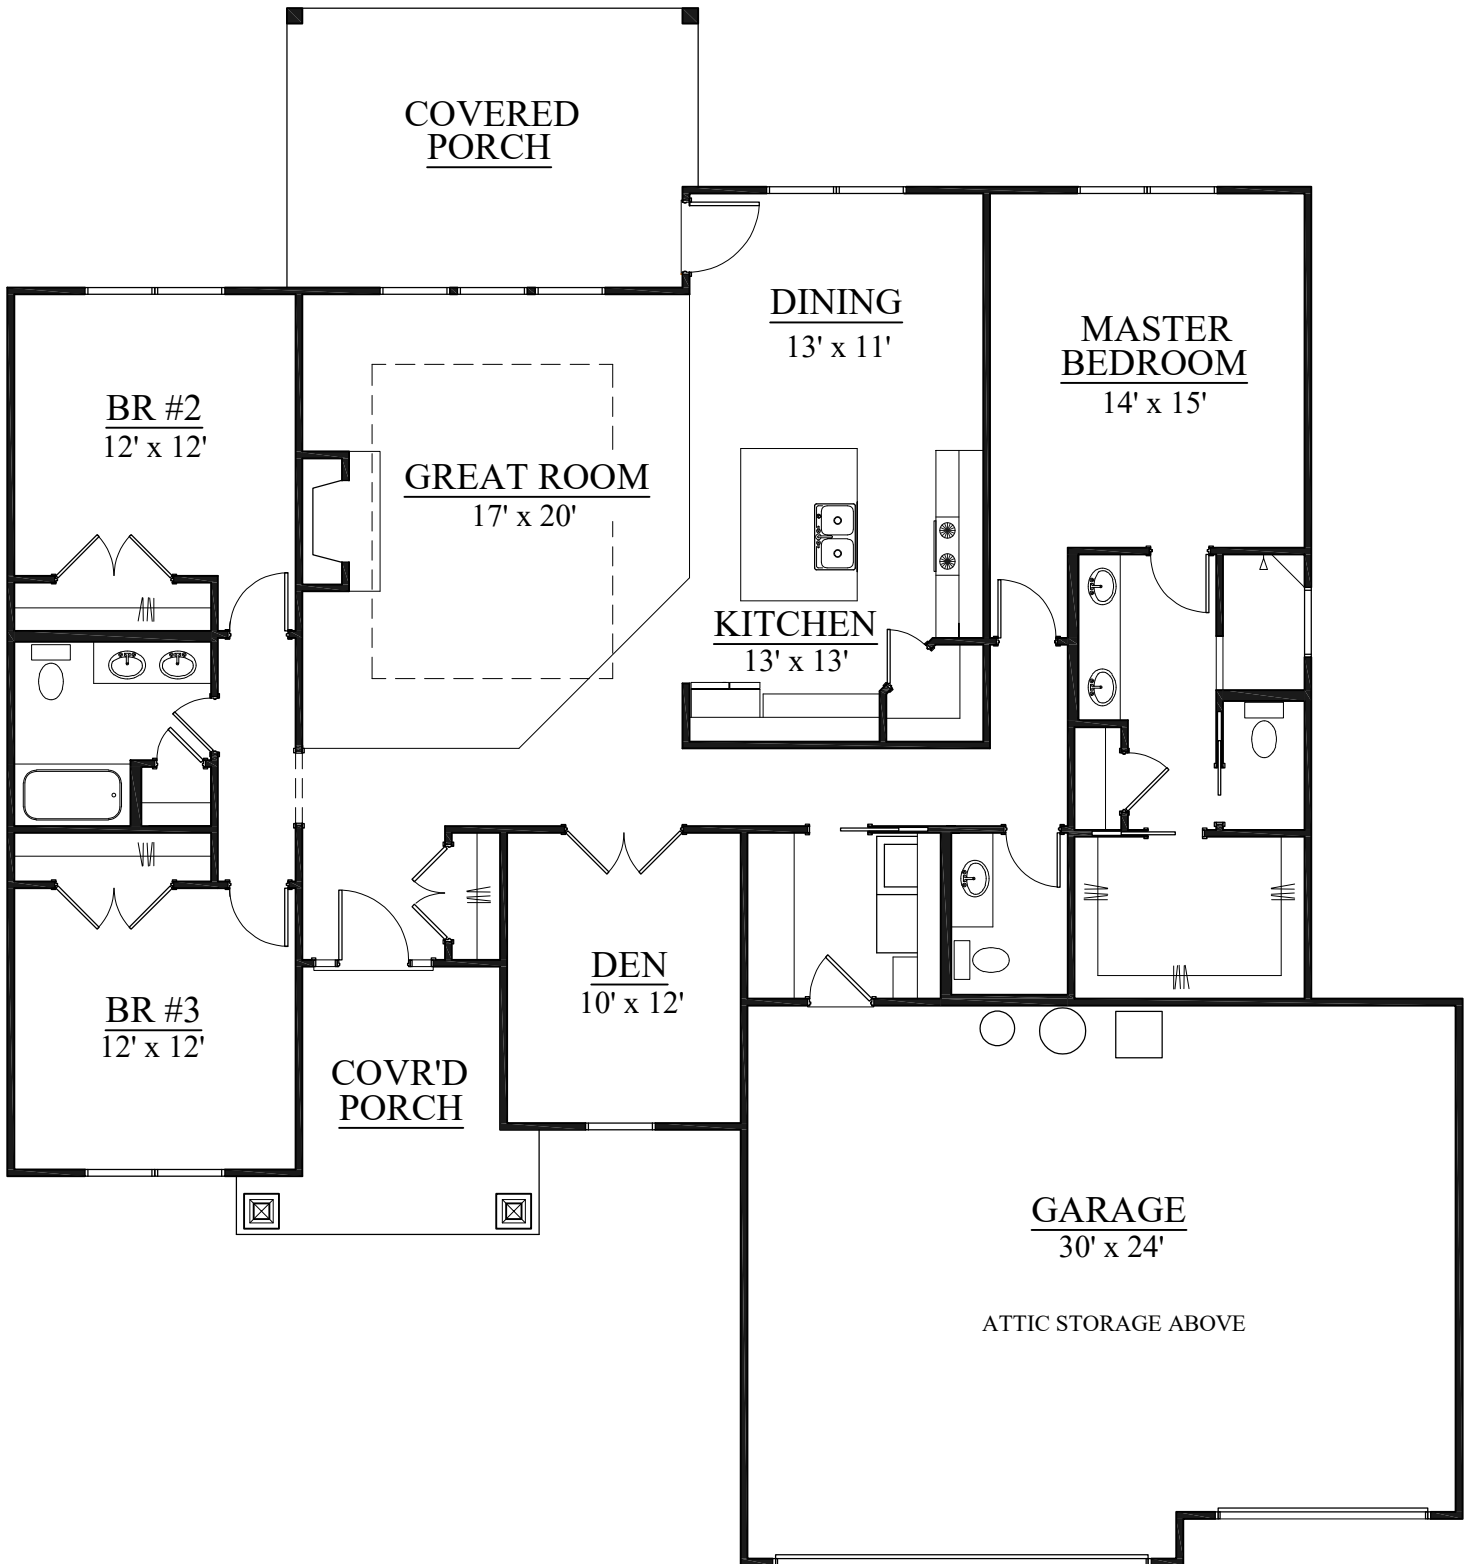 COVERED
PORCH
DINING
13' x 11'
MASTER
BEDROOM
14' x 15'
BR #2
12' x 12'
GREAT ROOM
17' x 20'
KITCHEN
13' x 13'
DEN
10' x 12'
BR #3
12' x 12'
COVR'D
PORCH
GARAGE
30' x 24'
ATTIC STORAGE ABOVE